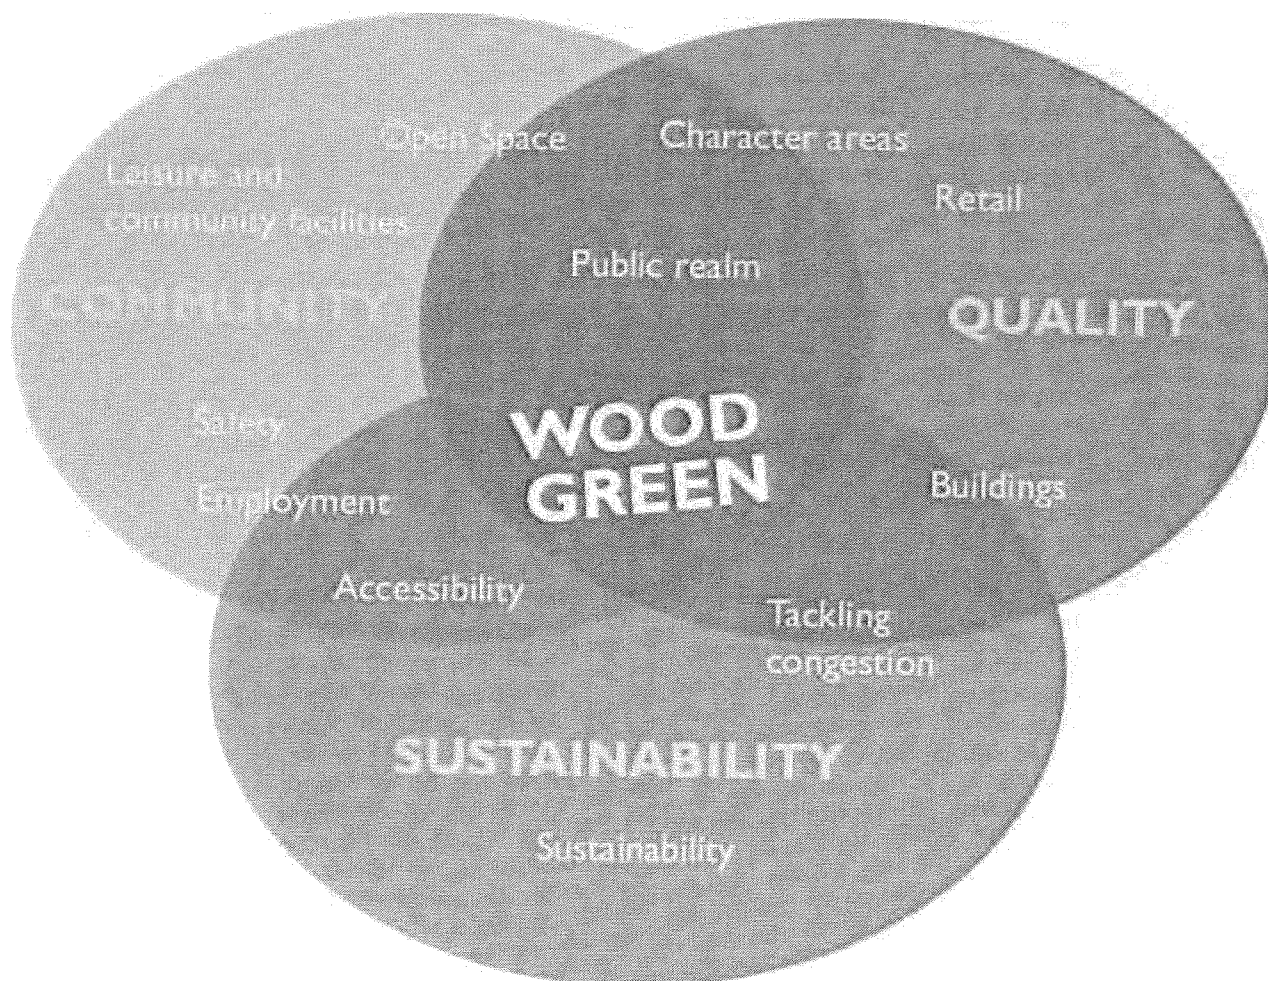 Open Space
Character areas
Leisure and
community facilities
Retail
Public realm
COMMUNITY
QUALITY
WOOD
GREEN
Safety
Employment
Buildings
Accessibility
Tackling
congestion
SUSTAINABILITY
Sustainability